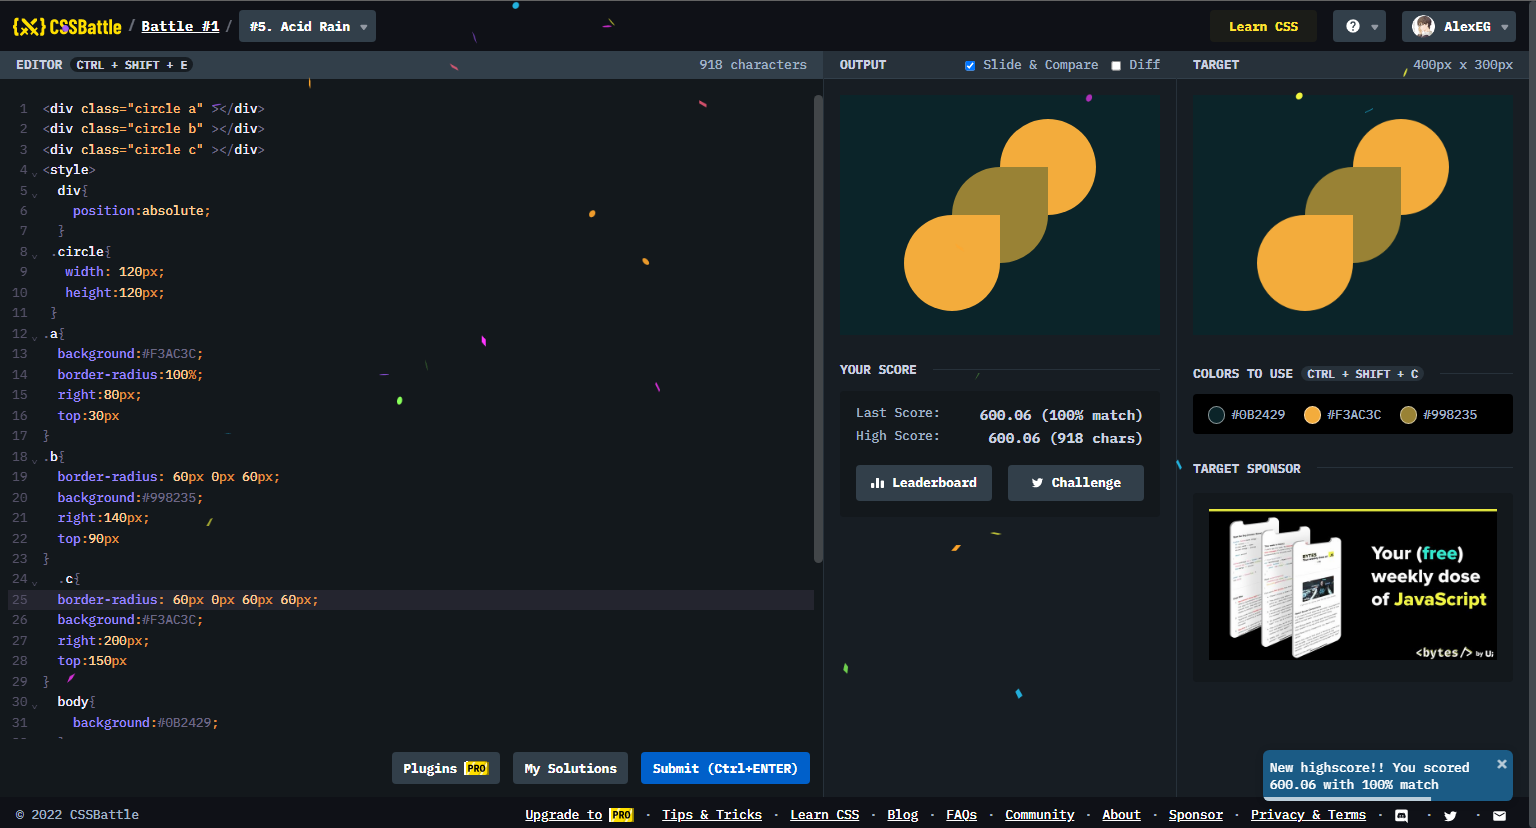 {X} CSSBattle / Battle #1 / #5. Acid Rain
Learn CSS
?
AlexEG
EDITOR CTRL + SHIFT + E
918 characters
1 <div class="circle a" ></div>
2 <div class="circle b" ></div>
3 <div class="circle c" ></div>
4 <style>
5 div{
6 position:absolute;
7 }
8 .circle{
9 width: 120px;
10 height:120px;
11 }
12 .a{
13 background:#F3AC3C;
14 border-radius:100%;
15 right:80px;
16 top:30px
17 }
18 .b{
19 border-radius: 60px 0px 60px;
20 background:#998235;
21 right:140px;
22 top:90px
23 }
24 .c{
25 border-radius: 60px 0px 60px 60px;
26 background:#F3AC3C;
27 right:200px;
28 top:150px
29 }
30 body{
31 background:#0B2429;
Plugins PRO
My Solutions
Submit (Ctrl+ENTER)
OUTPUT
Slide & Compare
Diff
YOUR SCORE
Last Score: 600.06 (100% match)
High Score: 600.06 (918 chars)
Leaderboard
Challenge
TARGET
400px x 300px
COLORS TO USE CTRL + SHIFT + C
#0B2429 #F3AC3C #998235
TARGET SPONSOR
BYTES
Your (free)
weekly dose
of JavaScript
<bytes/> by Ui
New highscore!! You scored
600.06 with 100% match
© 2022 CSSBattle
Upgrade to PRO · Tips & Tricks · Learn CSS · Blog · FAQs · Community · About · Sponsor · Privacy & Terms